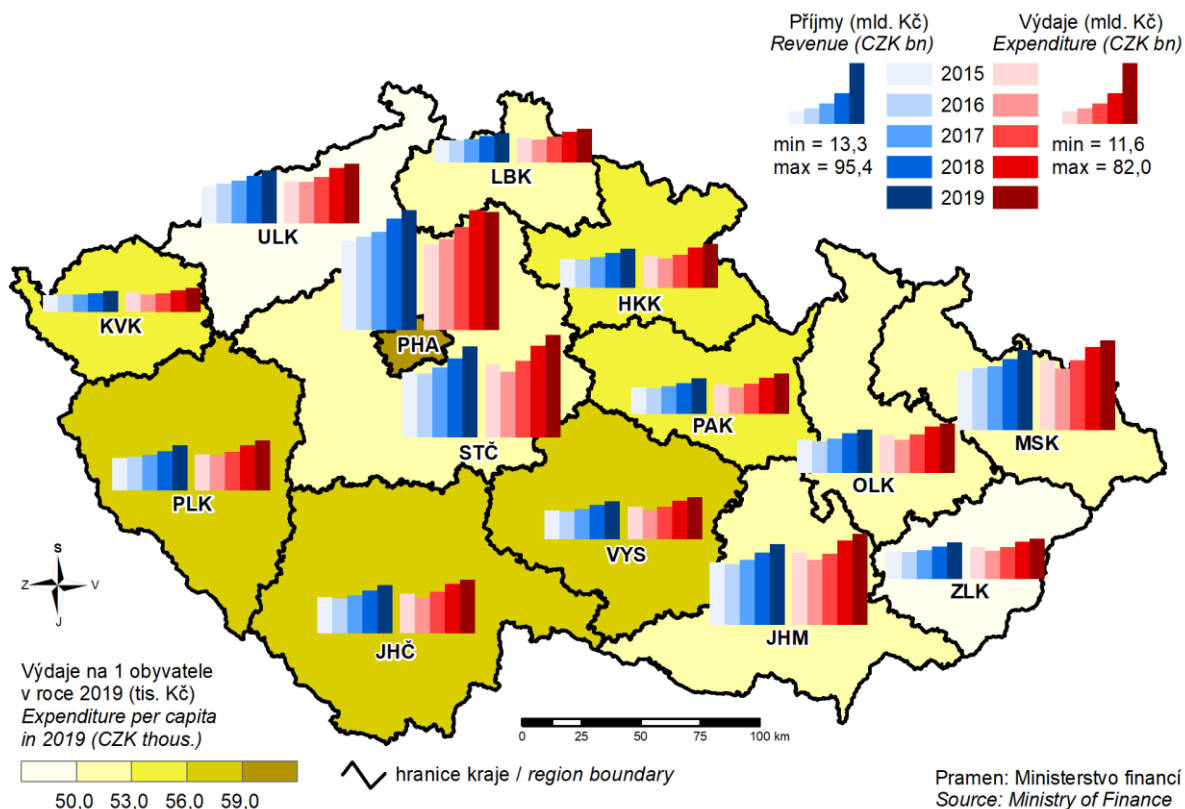 Příjmy (mld. Kč)
Revenue (CZK bn)
Výdaje (mld. Kč)
Expenditure (CZK bn)
2015
2016
2017
2018
2019
min = 13,3
max = 95,4
min = 11,6
max = 82,0
LBK
ULK
HKK
KVK
PHA
PAK
STČ
MSK
OLK
PLK
VYS
ZLK
JHM
JHČ
S
Z V
J
Výdaje na 1 obyvatele
v roce 2019 (tis. Kč)
Expenditure per capita
in 2019 (CZK thous.)
50,0 53,0 56,0 59,0
hranice kraje / region boundary
0 25 50 75 100 km
Pramen: Ministerstvo financí
Source: Ministry of Finance